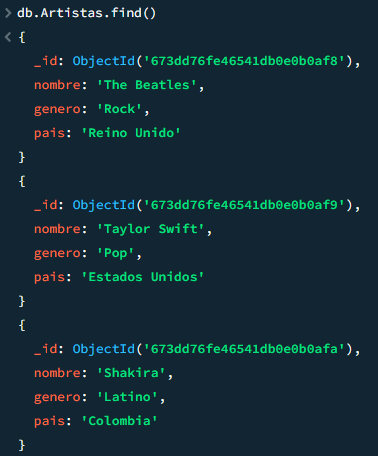 > db.Artistas.find()
< {
_id: ObjectId('673dd76fe46541db0e0b0af8'),
nombre: 'The Beatles',
genero: 'Rock',
pais: 'Reino Unido'
}
{
_id: ObjectId('673dd76fe46541db0e0b0af9'),
nombre: 'Taylor Swift',
genero: 'Pop',
pais: 'Estados Unidos'
}
{
_id: ObjectId('673dd76fe46541db0e0b0afa'),
nombre: 'Shakira',
genero: 'Latino',
pais: 'Colombia'
}